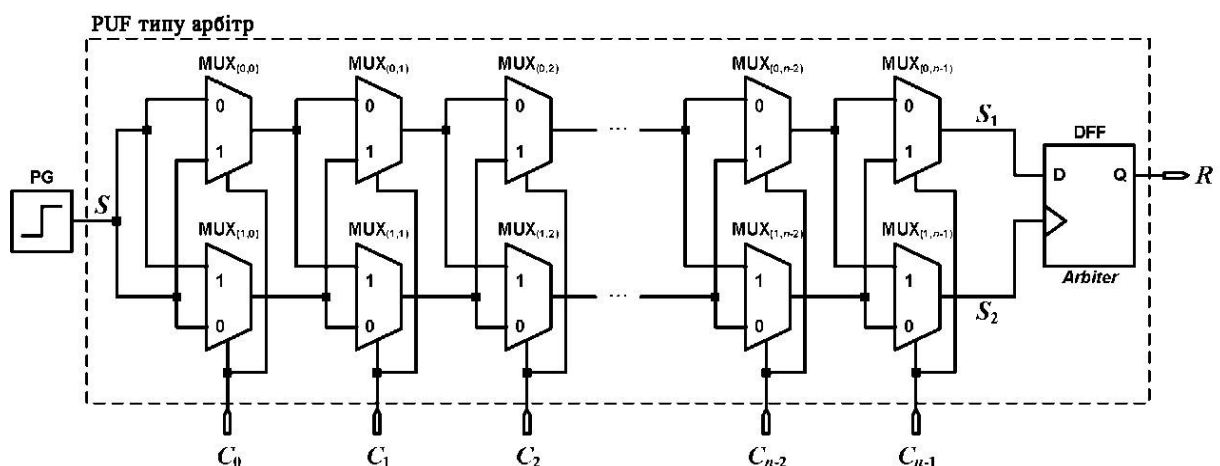 PUF типу арбітр
MUX(0,0) MUX(0,1) MUX(0,2) MUX(0,n-2) MUX(0,n-1)
0 0 0 0 0
1 1 1 1 1
S1
DFF
PG
D Q
R
S
...
MUX(1,0) MUX(1,1) MUX(1,2) MUX(1,n-2) MUX(1,n-1)
1 1 1 1 1
Arbiter
...
S2
0 0 0 0 0
C0 C1 C2 Cn-2 Cn-1